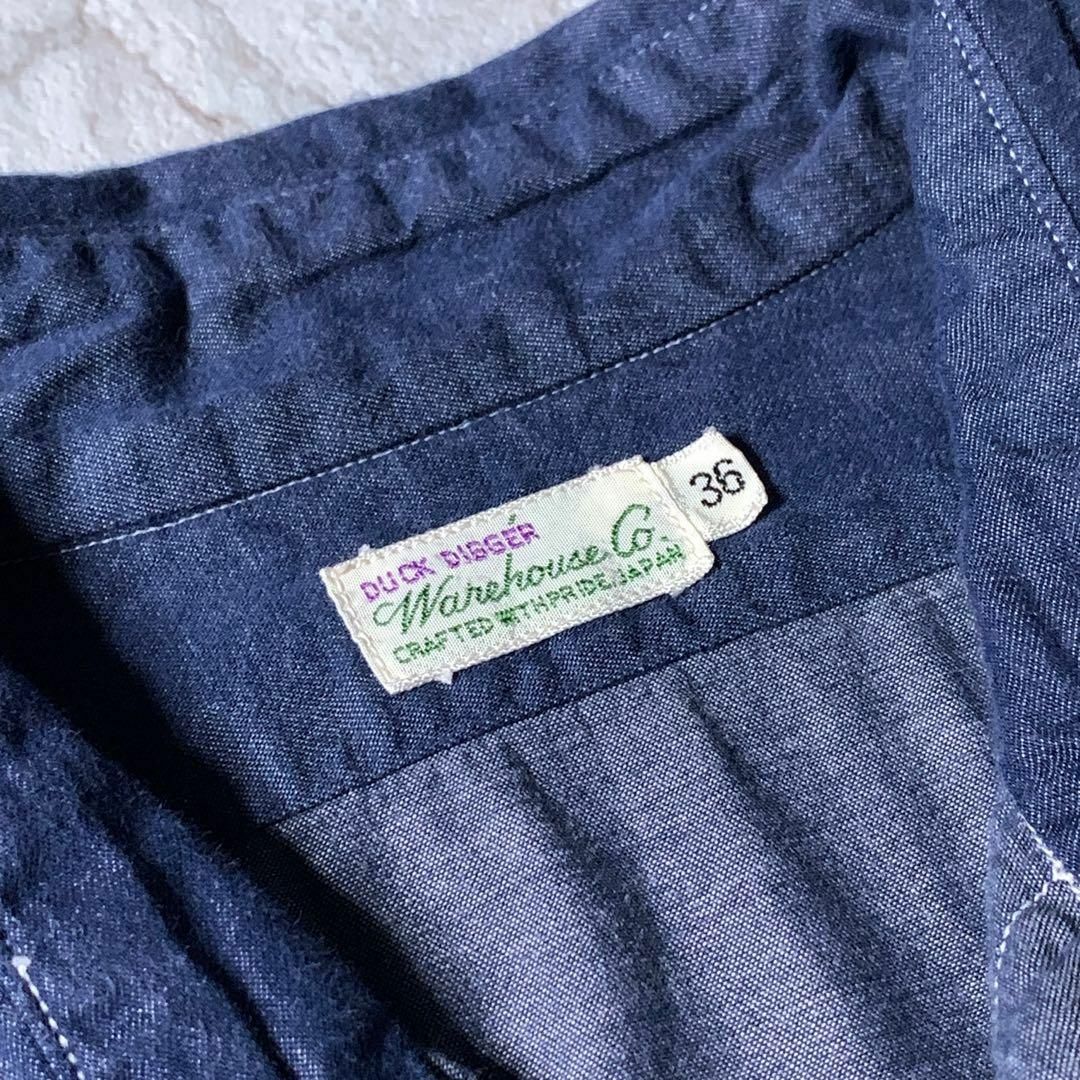 DUCK DIGGER
Warehouse Co.
CRAFTED WITH PRIDE, JAPAN
36